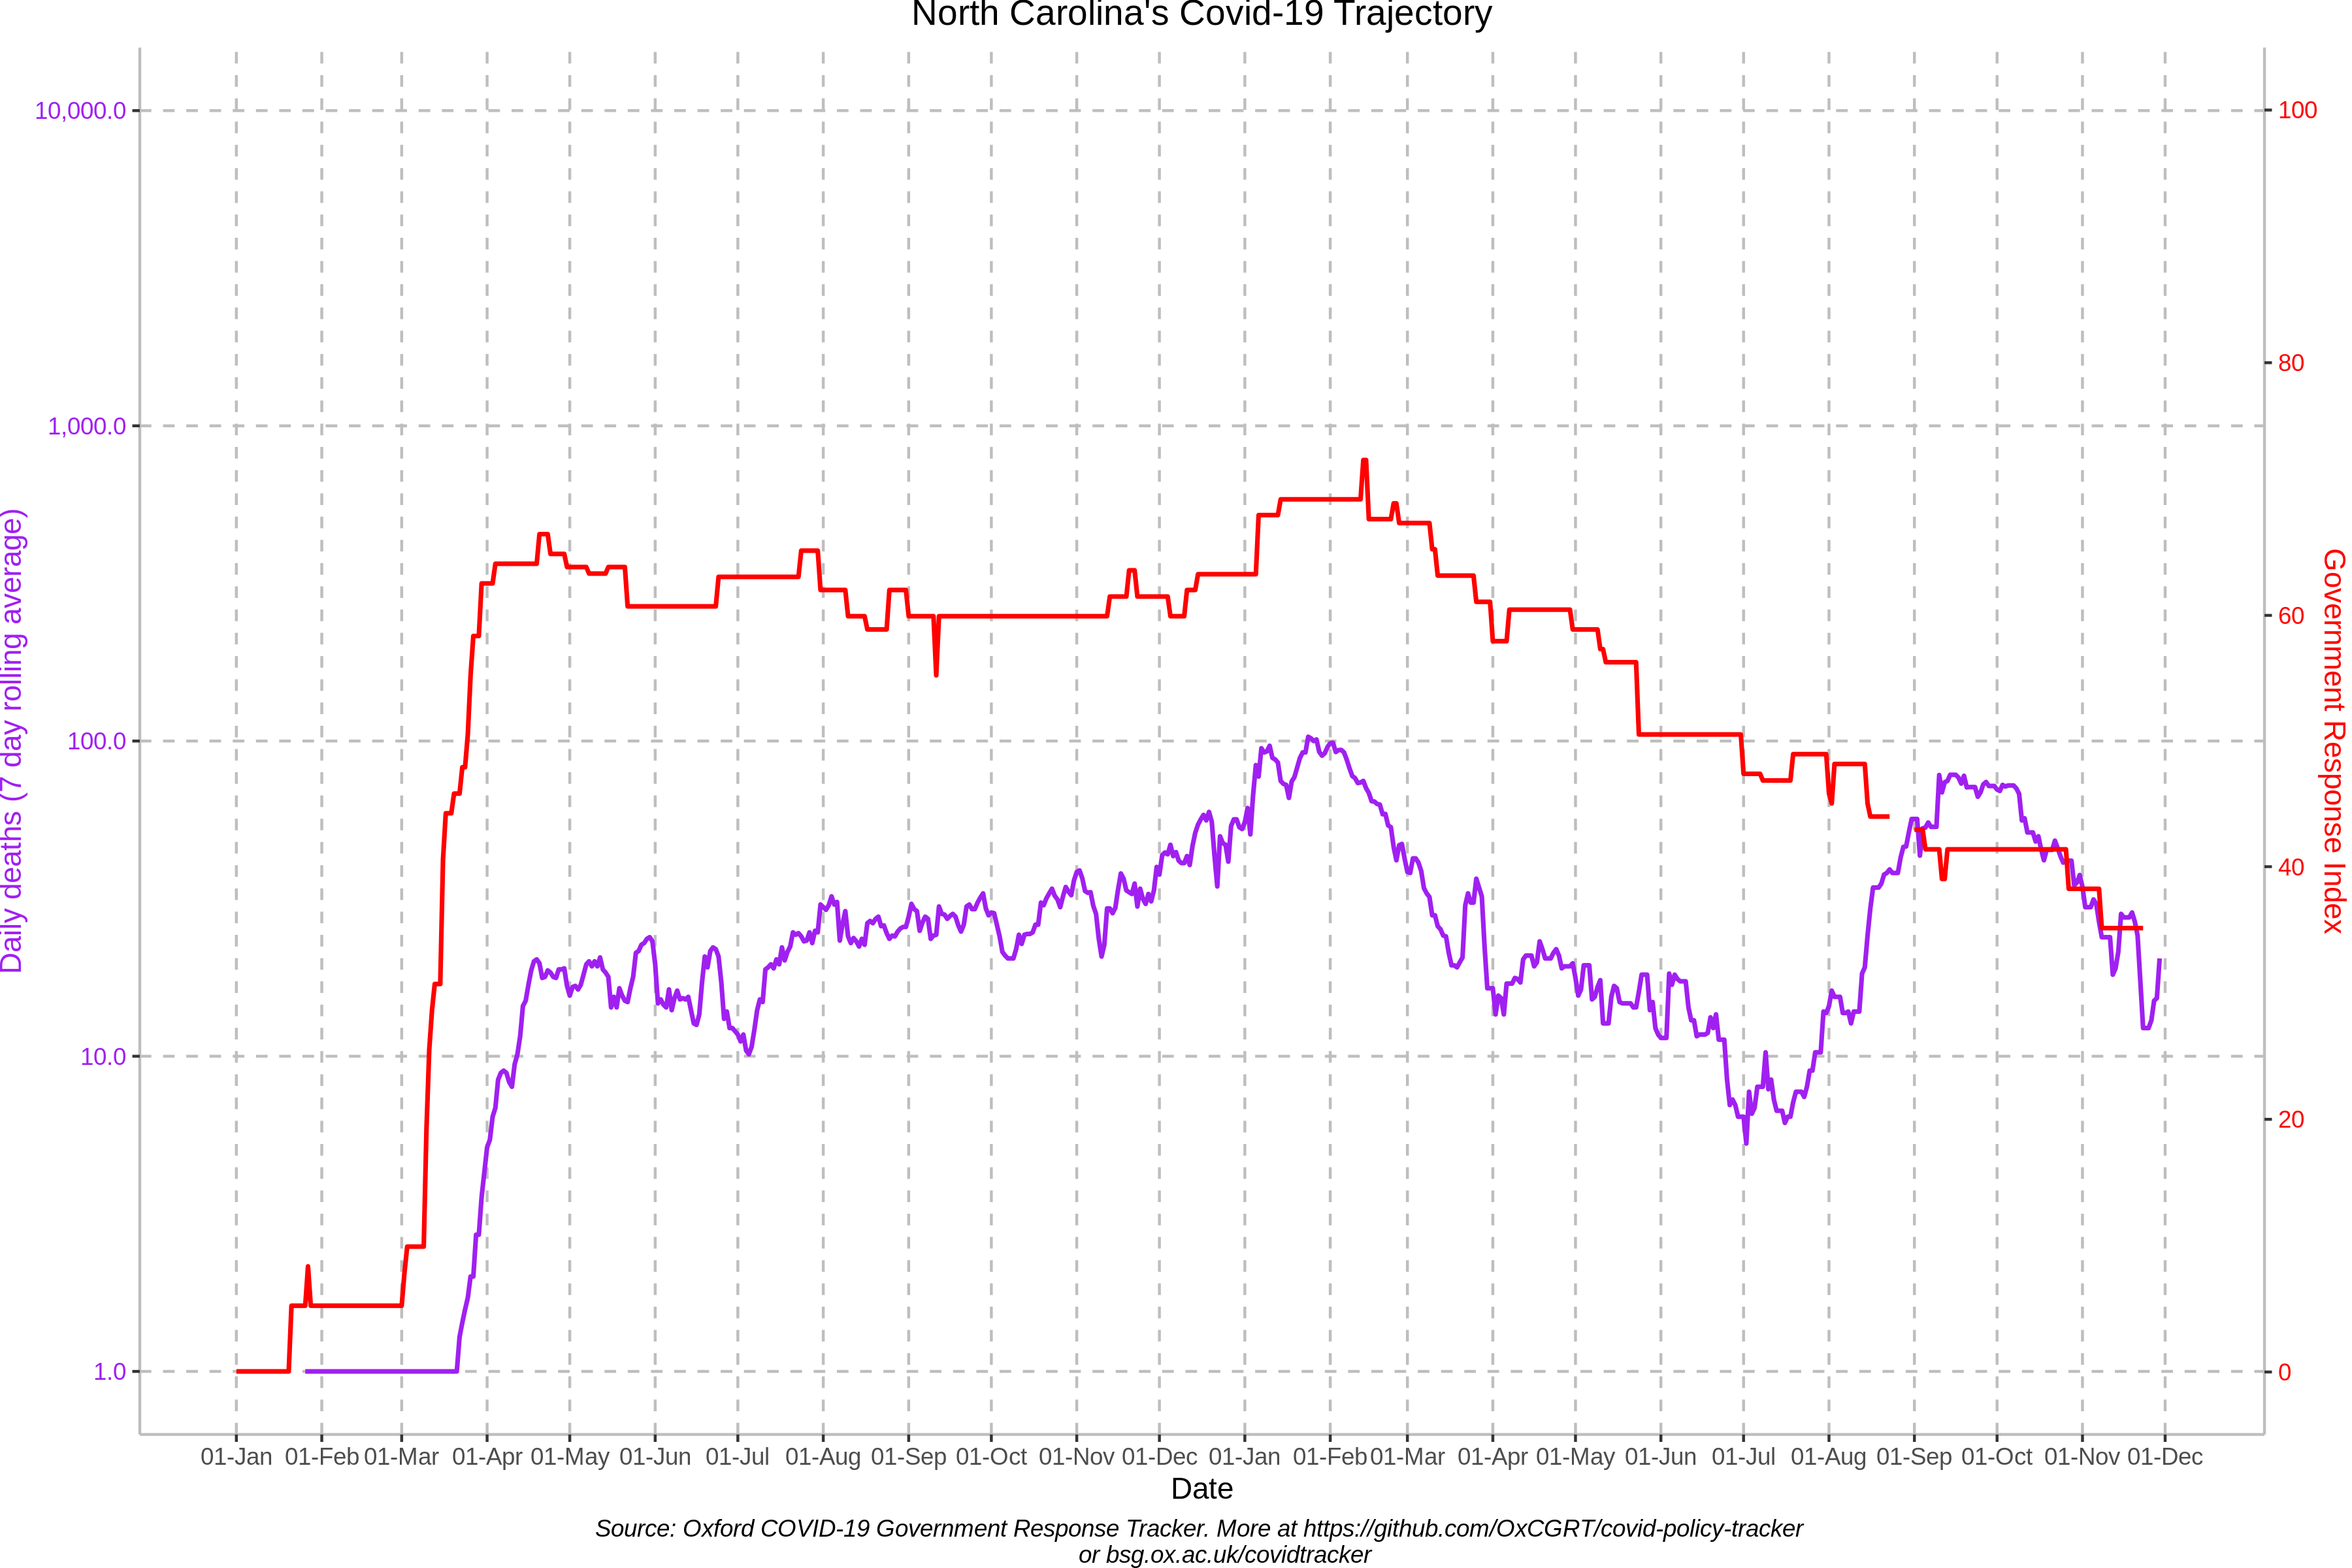 North Carolina's Covid-19 Trajectory
10,000.0
1,000.0
100.0
10.0
1.0
Daily deaths (7 day rolling average)
100
80
60
40
20
0
Government Response Index
01-Jan 01-Feb 01-Mar 01-Apr 01-May 01-Jun 01-Jul 01-Aug 01-Sep 01-Oct 01-Nov 01-Dec 01-Jan 01-Feb 01-Mar 01-Apr 01-May 01-Jun 01-Jul 01-Aug 01-Sep 01-Oct 01-Nov 01-Dec
Date
Source: Oxford COVID-19 Government Response Tracker. More at https://github.com/OxCGRT/covid-policy-tracker
or bsg.ox.ac.uk/covidtracker